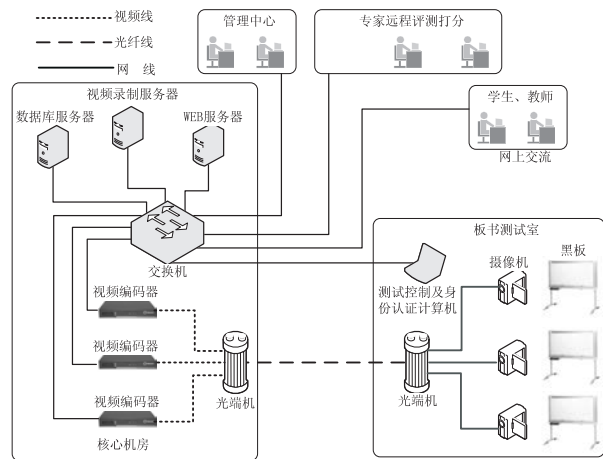 视频线
光纤线
网 线
管理中心
专家远程评测打分
学生、教师
网上交流
视频录制服务器
数据库服务器
WEB服务器
交换机
视频编码器
视频编码器
视频编码器
核心机房
光端机
板书测试室
测试控制及身
份认证计算机
摄像机
黑板
光端机